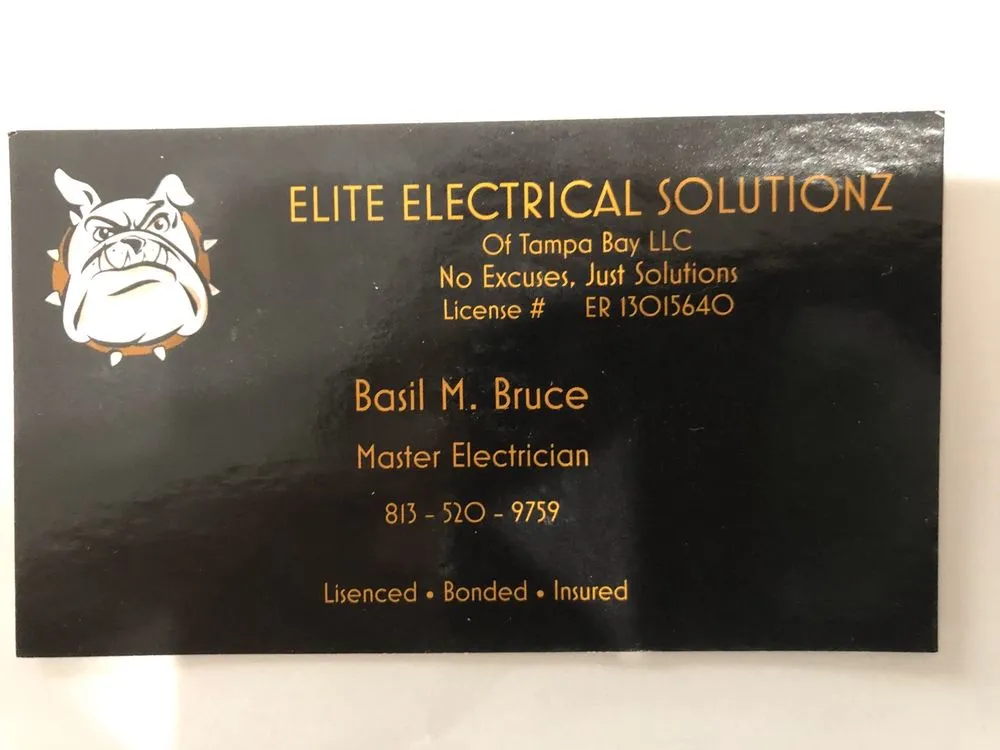 ELITE ELECTRICAL SOLUTIONZ
Of Tampa Bay LLC
No Excuses, Just Solutions
License # ER 13015640
Basil M. Bruce
Master Electrician
813 - 520 - 9759
Lisenced • Bonded • Insured